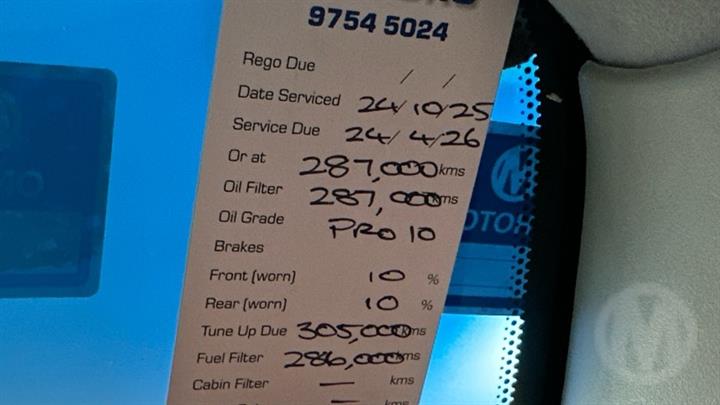 9754 5024
Rego Due / /
Date Serviced 24/10/25
Service Due 24/4/26
Or at 287,000 kms
Oil Filter 287,000 kms
Oil Grade PRO 10
Brakes
Front (worn) 10 %
Rear (worn) 10 %
Tune Up Due 305,000 kms
Fuel Filter 286,000 kms
Cabin Filter — kms
kms
MOTOR